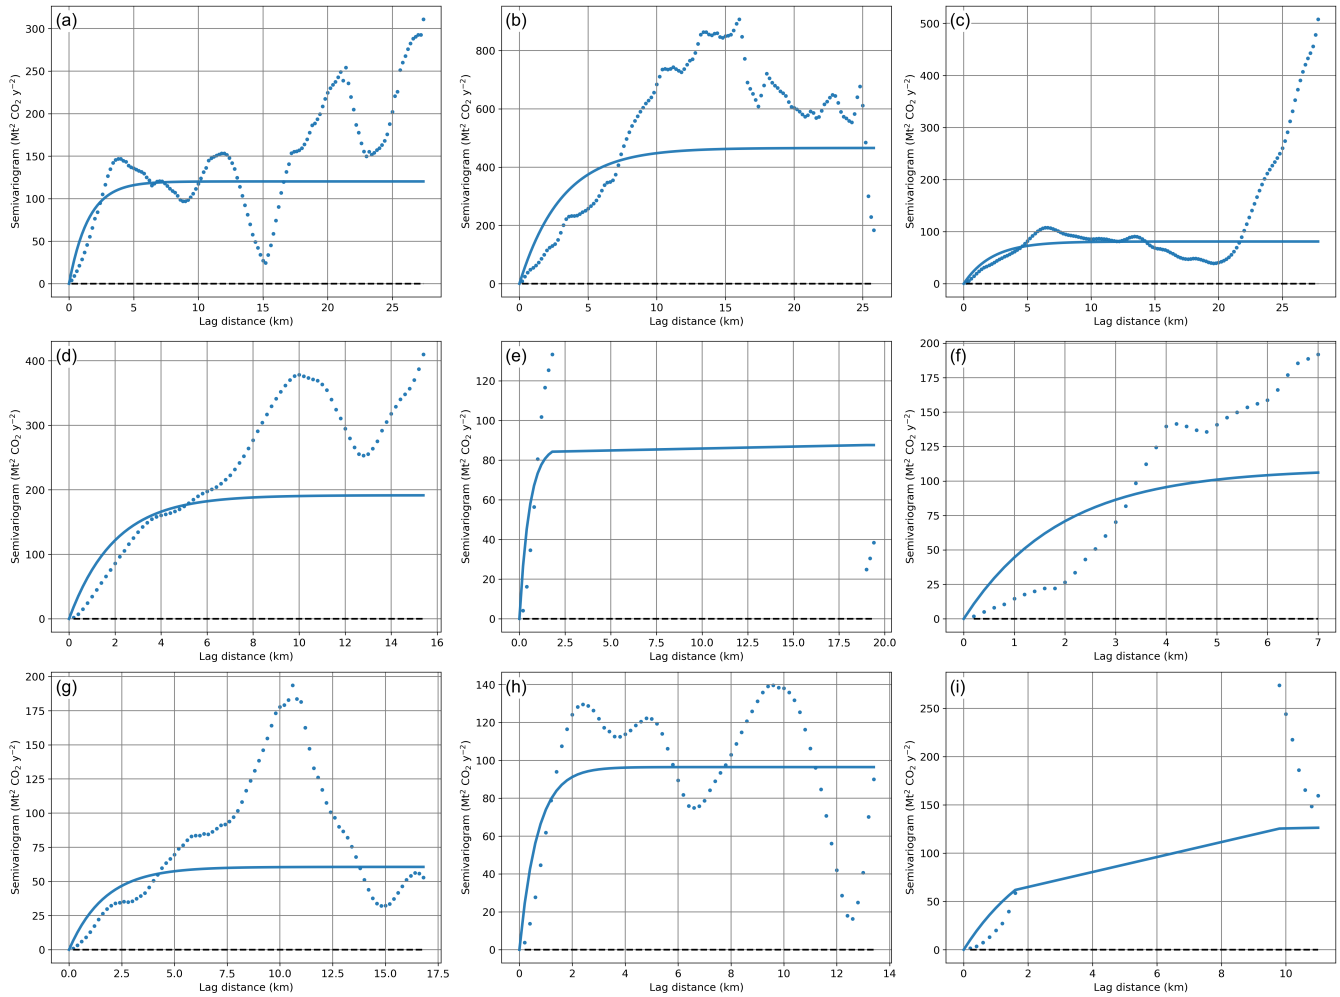 (a)
Semivariogram (Mt² CO₂ y⁻²)
300
250
200
150
100
50
0
0 5 10 15 20 25
Lag distance (km)
(b)
Semivariogram (Mt² CO₂ y⁻²)
800
600
400
200
0
0 5 10 15 20 25
Lag distance (km)
(c)
Semivariogram (Mt² CO₂ y⁻²)
500
400
300
200
100
0
0 5 10 15 20 25
Lag distance (km)
(d)
Semivariogram (Mt² CO₂ y⁻²)
400
300
200
100
0
0 2 4 6 8 10 12 14 16
Lag distance (km)
(e)
Semivariogram (Mt² CO₂ y⁻²)
120
100
80
60
40
20
0
0.0 2.5 5.0 7.5 10.0 12.5 15.0 17.5 20.0
Lag distance (km)
(f)
Semivariogram (Mt² CO₂ y⁻²)
200
175
150
125
100
75
50
25
0
0 1 2 3 4 5 6 7
Lag distance (km)
(g)
Semivariogram (Mt² CO₂ y⁻²)
200
175
150
125
100
75
50
25
0
0.0 2.5 5.0 7.5 10.0 12.5 15.0 17.5
Lag distance (km)
(h)
Semivariogram (Mt² CO₂ y⁻²)
140
120
100
80
60
40
20
0
0 2 4 6 8 10 12 14
Lag distance (km)
(i)
Semivariogram (Mt² CO₂ y⁻²)
250
200
150
100
50
0
0 2 4 6 8 10
Lag distance (km)